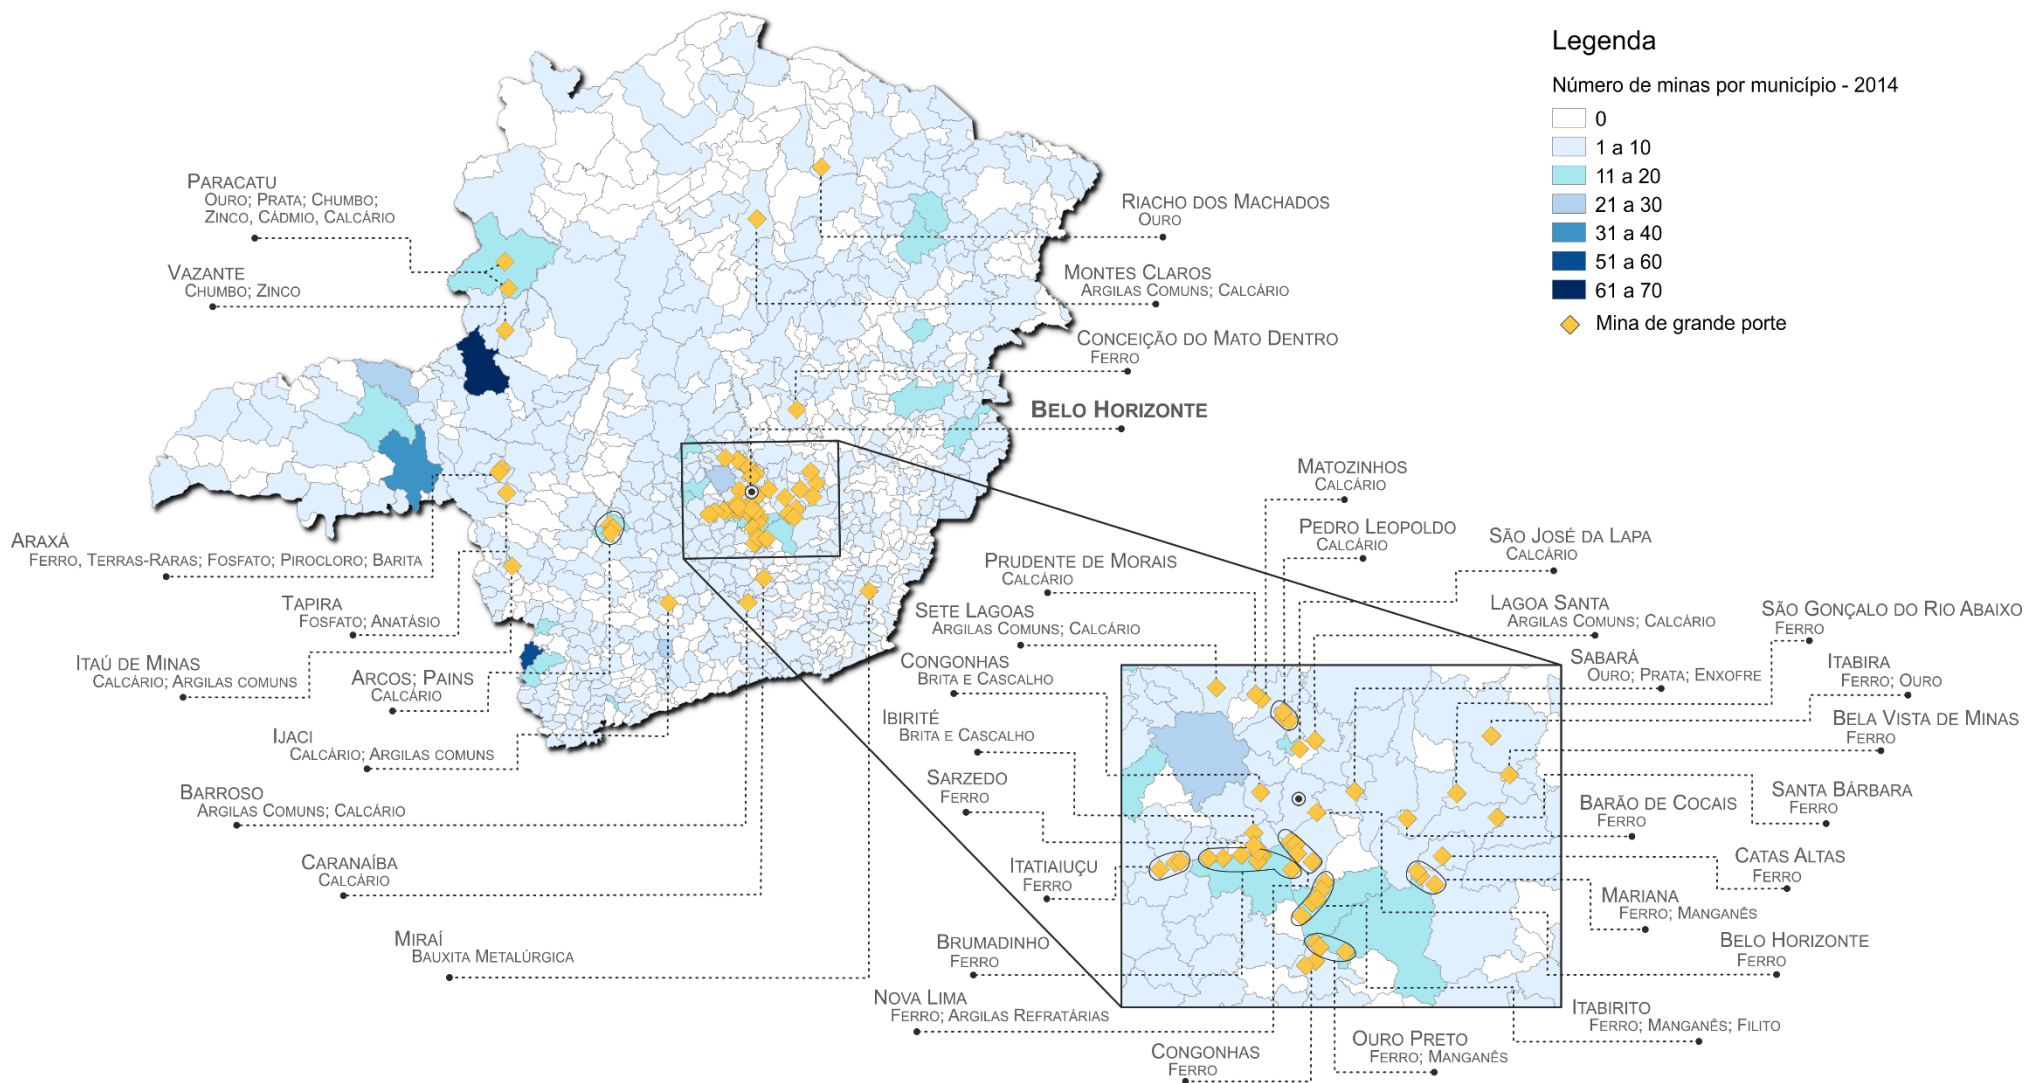 Legenda
Número de minas por município - 2014
0
1 a 10
11 a 20
21 a 30
31 a 40
51 a 60
61 a 70
Mina de grande porte
PARACATU
OURO; PRATA; CHUMBO;
ZINCO, CÁDMIO, CALCÁRIO
VAZANTE
CHUMBO; ZINCO
RIACHO DOS MACHADOS
OURO
MONTES CLAROS
ARGILAS COMUNS; CALCÁRIO
CONCEIÇÃO DO MATO DENTRO
FERRO
BELO HORIZONTE
ARAXÁ
FERRO, TERRAS-RARAS; FOSFATO; PIROCLORO; BARITA
TAPIRA
FOSFATO; ANATÁSIO
ITAÚ DE MINAS
CALCÁRIO; ARGILAS COMUNS
ARCOS; PAINS
CALCÁRIO
IJACI
CALCÁRIO; ARGILAS COMUNS
BARROSO
ARGILAS COMUNS; CALCÁRIO
CARANAÍBA
CALCÁRIO
MIRAÍ
BAUXITA METALÚRGICA
MATOZINHOS
CALCÁRIO
PEDRO LEOPOLDO
CALCÁRIO
SÃO JOSÉ DA LAPA
CALCÁRIO
PRUDENTE DE MORAIS
CALCÁRIO
LAGOA SANTA
ARGILAS COMUNS; CALCÁRIO
SÃO GONÇALO DO RIO ABAIXO
FERRO
SETE LAGOAS
ARGILAS COMUNS; CALCÁRIO
SABARÁ
OURO; PRATA; ENXOFRE
ITABIRA
FERRO; OURO
CONGONHAS
BRITA E CASCALHO
BELA VISTA DE MINAS
FERRO
IBIRITÉ
BRITA E CASCALHO
SARZEDO
FERRO
SANTA BÁRBARA
FERRO
BARÃO DE COCAIS
FERRO
ITATIAIUÇU
FERRO
CATAS ALTAS
FERRO
MARIANA
FERRO; MANGANÊS
BRUMADINHO
FERRO
BELO HORIZONTE
FERRO
NOVA LIMA
FERRO; ARGILAS REFRATÁRIAS
ITABIRITO
FERRO; MANGANÊS; FILITO
OURO PRETO
FERRO; MANGANÊS
CONGONHAS
FERRO